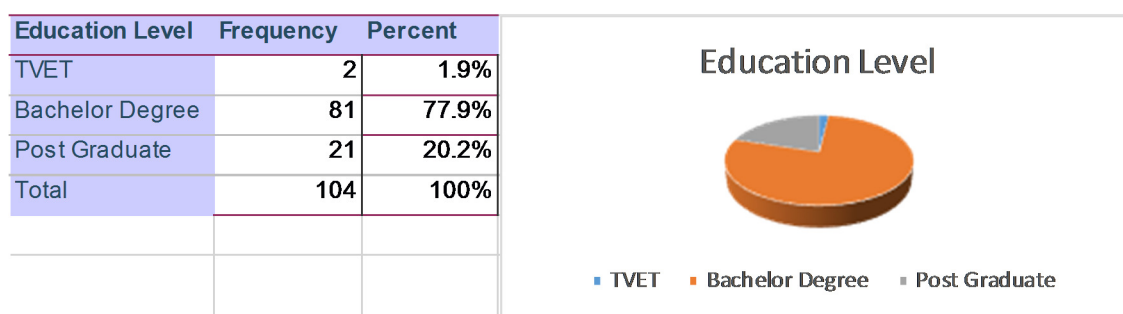 Education Level Frequency Percent
TVET 2 1.9%
Bachelor Degree 81 77.9%
Post Graduate 21 20.2%
Total 104 100%
Education Level
TVET Bachelor Degree Post Graduate